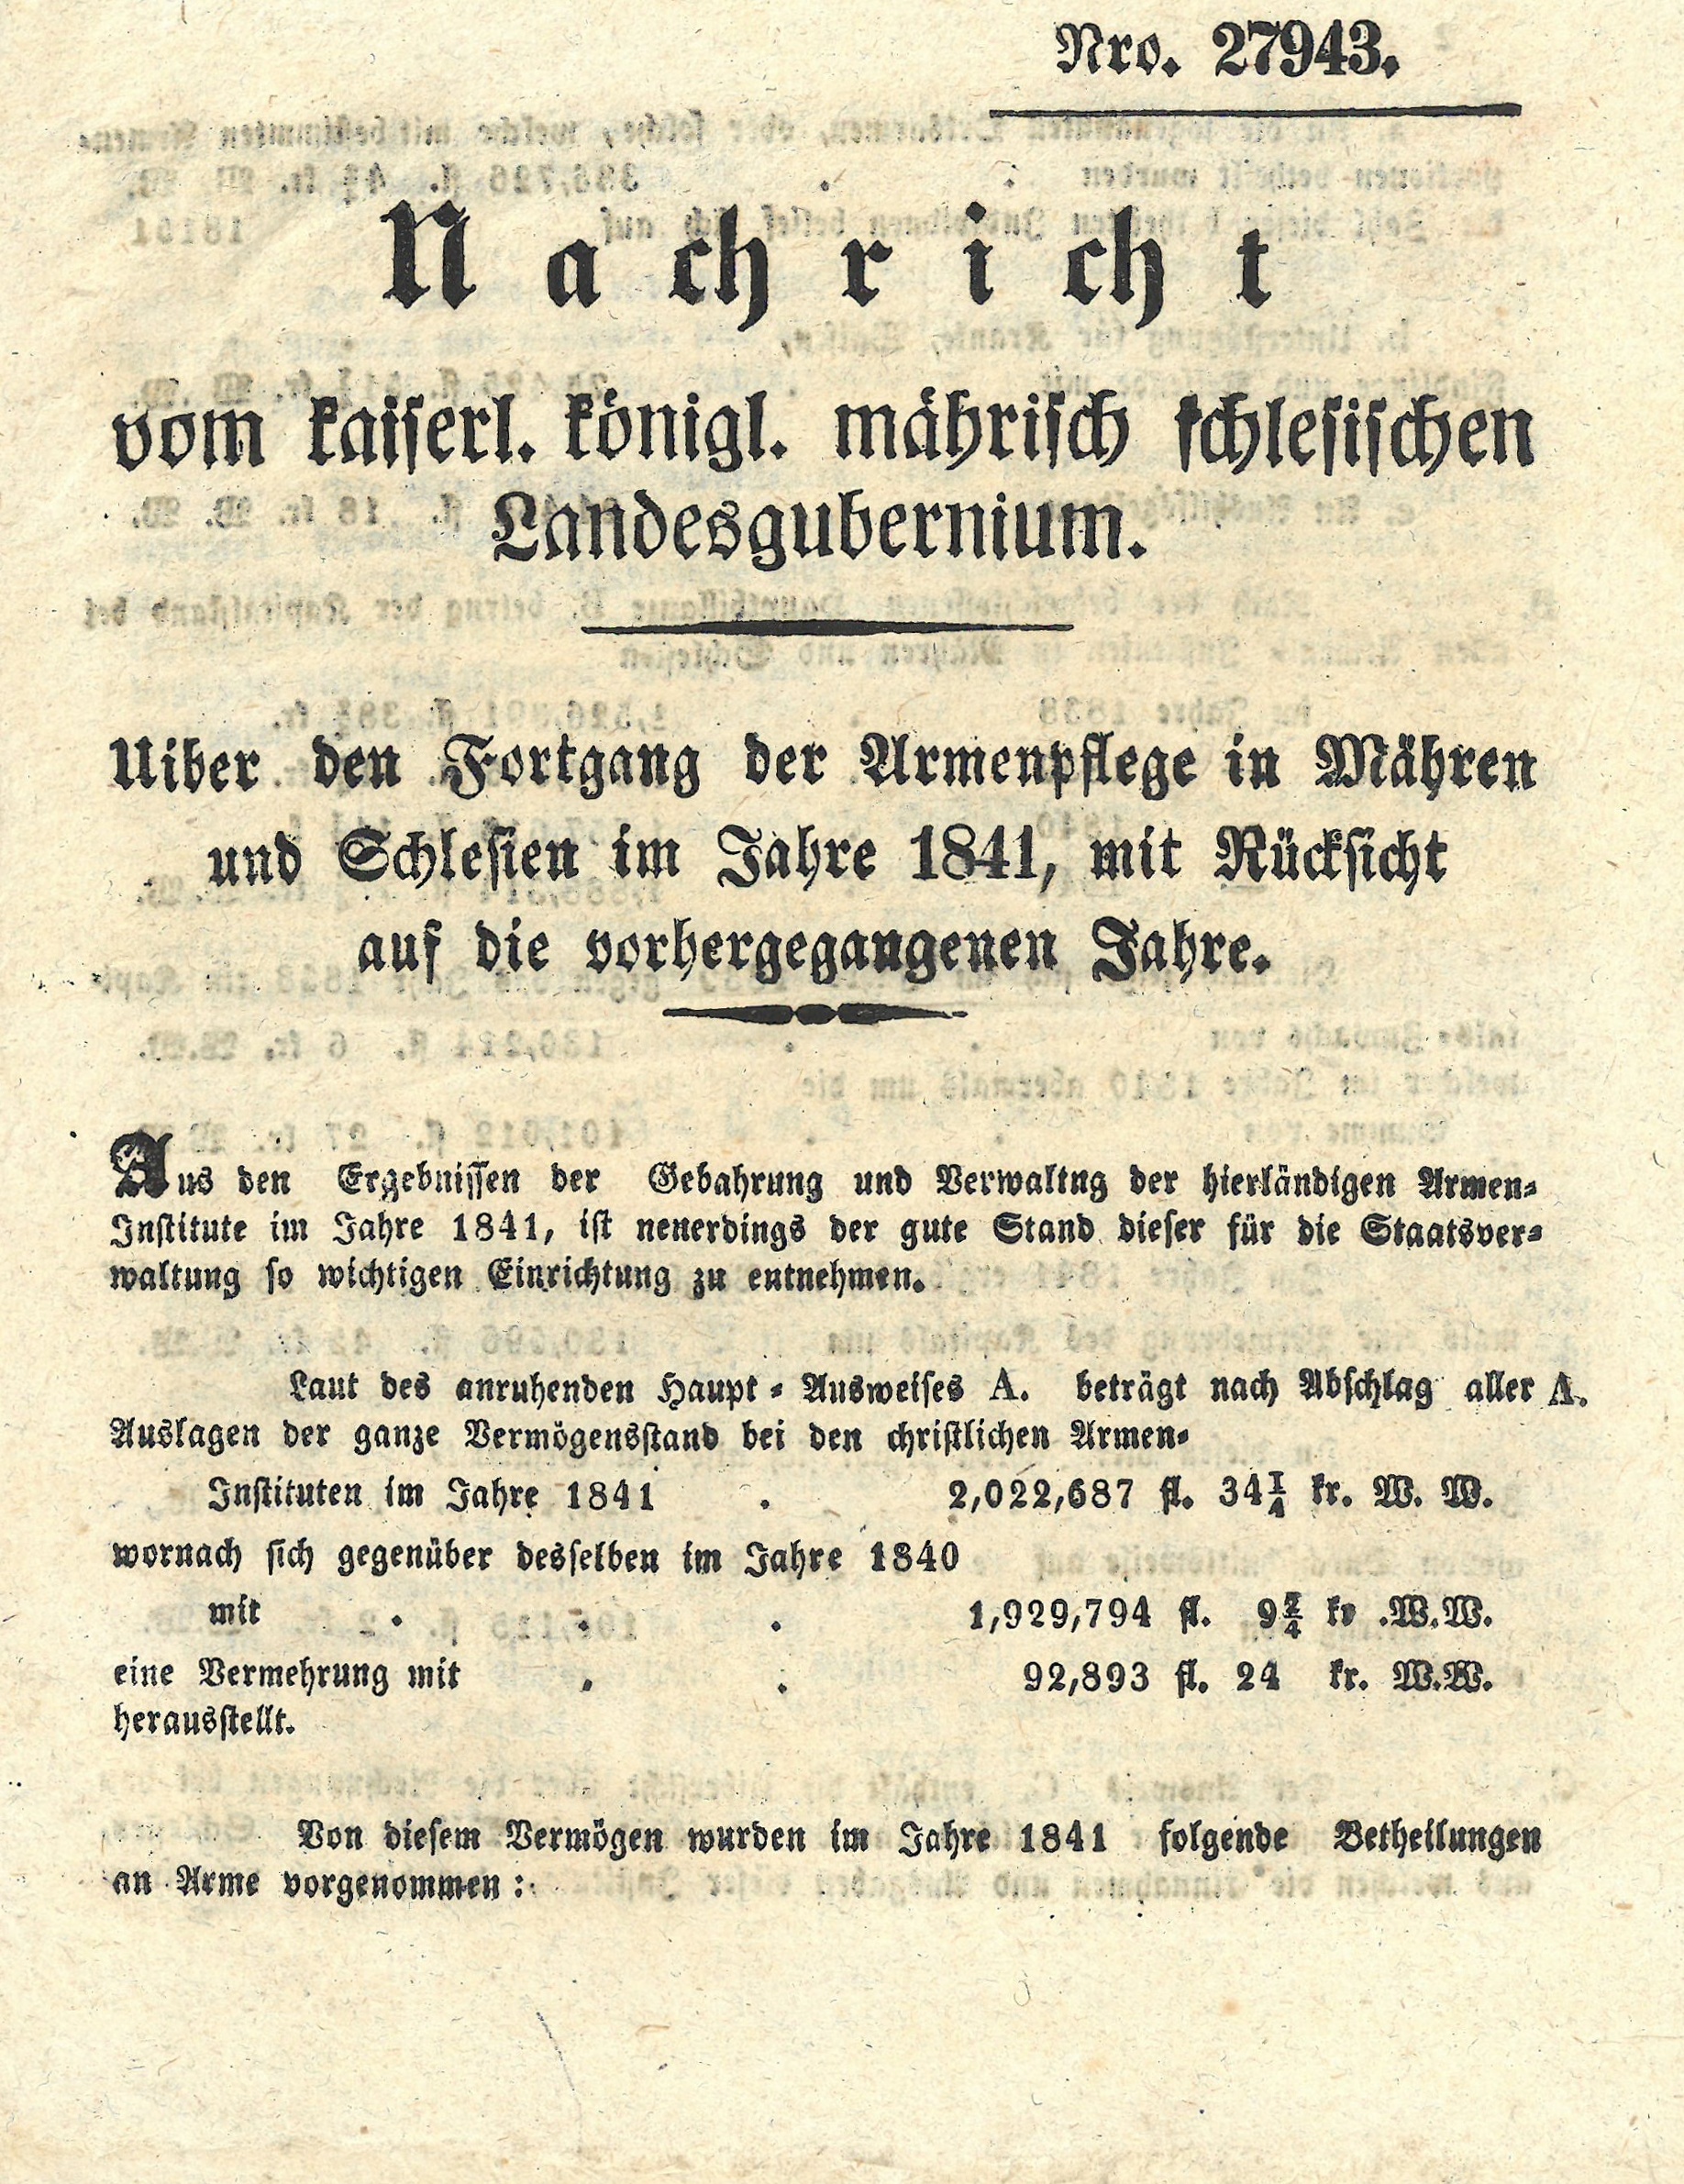 Nro. 27943.
Nachricht
vom kaiserl. königl. mährisch schlesischen
Landesgubernium.
Uiber den Fortgang der Armenpflege in Mähren
und Schlesien im Jahre 1841, mit Rücksicht
auf die vorhergegangenen Jahre.
Aus den Ergebnissen der Gebahrung und Verwaltng der hierländigen Armen-
Institute im Jahre 1841, ist nenerdings der gute Stand dieser für die Staatsver-
waltung so wichtigen Einrichtung zu entnehmen.
Laut des anruhenden Haupt-Ausweises A. beträgt nach Abschlag aller A.
Auslagen der ganze Vermögensstand bei den christlichen Armen-
Instituten im Jahre 1841 . 2,022,687 fl. 34 1/4 kr. W. W.
wornach sich gegenüber desselben im Jahre 1840
mit . . . 1,929,794 fl. 9 2/4 kr .W.W.
eine Vermehrung mit . . 92,893 fl. 24 kr. W.W.
herausstellt.
Von diesem Vermögen wurden im Jahre 1841 folgende Betheilungen
an Arme vorgenommen: